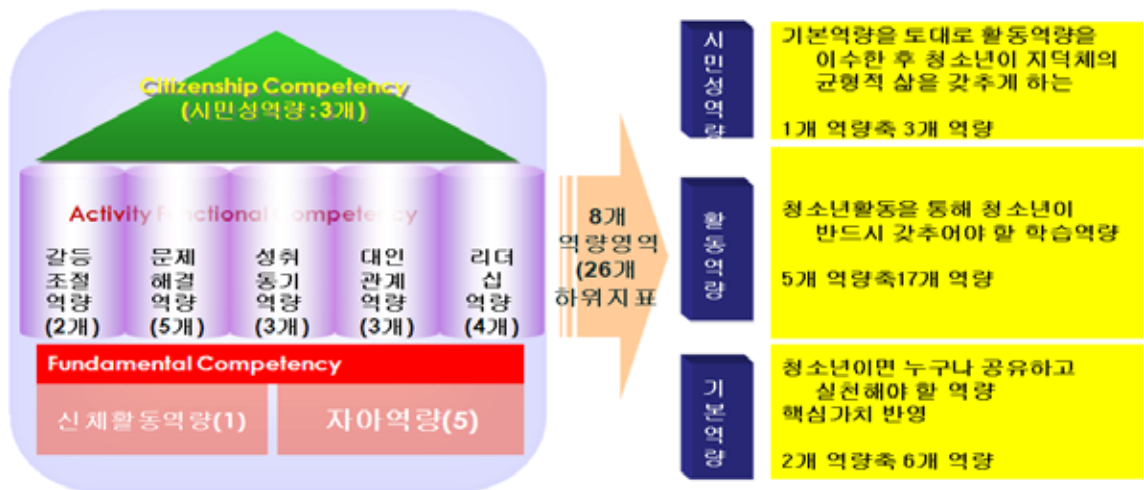 Citizenship Competency
(시민성역량:3개)
Activity Functional Competency
갈등
조절
역량
(2개)
문제
해결
역량
(5개)
성취
동기
역량
(3개)
대인
관계
역량
(3개)
리더
십
역량
(4개)
Fundamental Competency
신체활동역량(1)
자아역량(5)
8개
역량영역
(26개
하위지표
시민성역량
기본역량을 토대로 활동역량을
이수한 후 청소년이 지덕체의
균형적 삶을 갖추게 하는
1개 역량축 3개 역량
활동역량
청소년활동을 통해 청소년이
반드시 갖추어야 할 학습역량
5개 역량축17개 역량
기본역량
청소년이면 누구나 공유하고
실천해야 할 역량
핵심가치 반영
2개 역량축 6개 역량